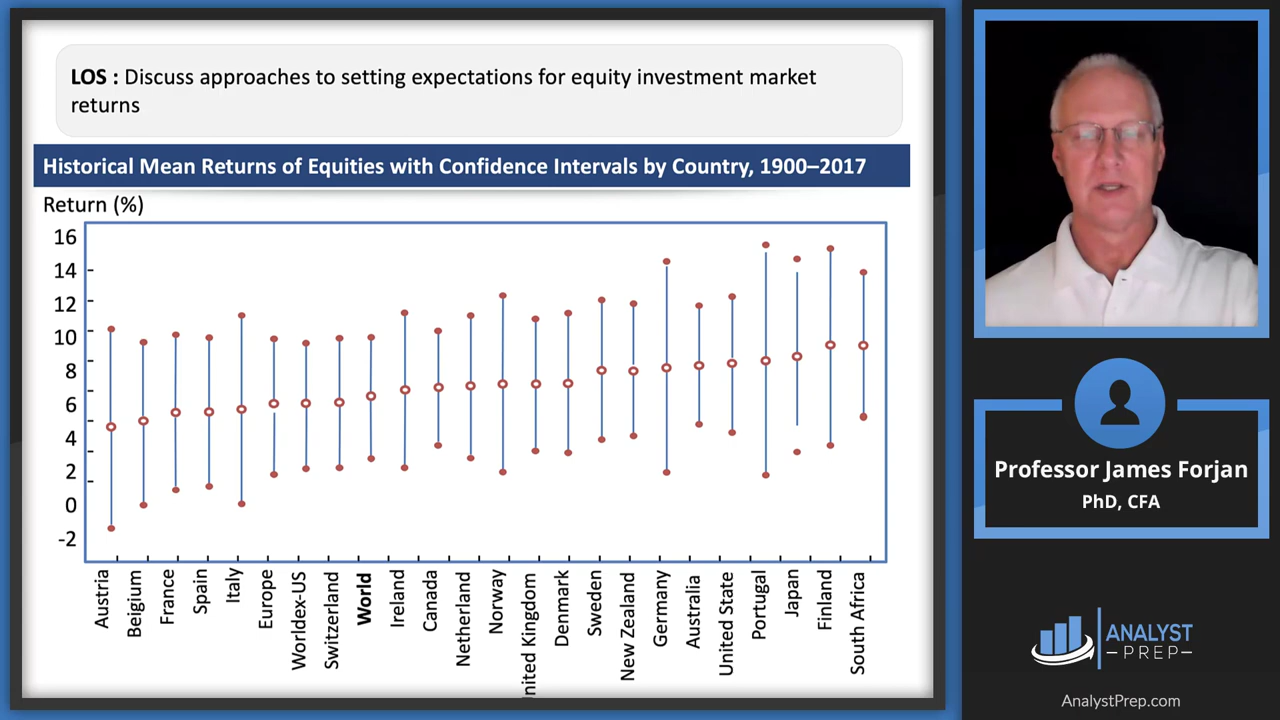 LOS : Discuss approaches to setting expectations for equity investment market
returns
Historical Mean Returns of Equities with Confidence Intervals by Country, 1900–2017
Return (%)
16
14
12
10
8
6
4
2
0
-2
Austria
Beigium
France
Spain
Italy
Europe
Worldex-US
Switzerland
World
Ireland
Canada
Netherland
Norway
nited Kingdom
Denmark
Sweden
New Zealand
Germany
Australia
United State
Portugal
Japan
Finland
South Africa
Professor James Forjan
PhD, CFA
ANALYST
PREP
AnalystPrep.com